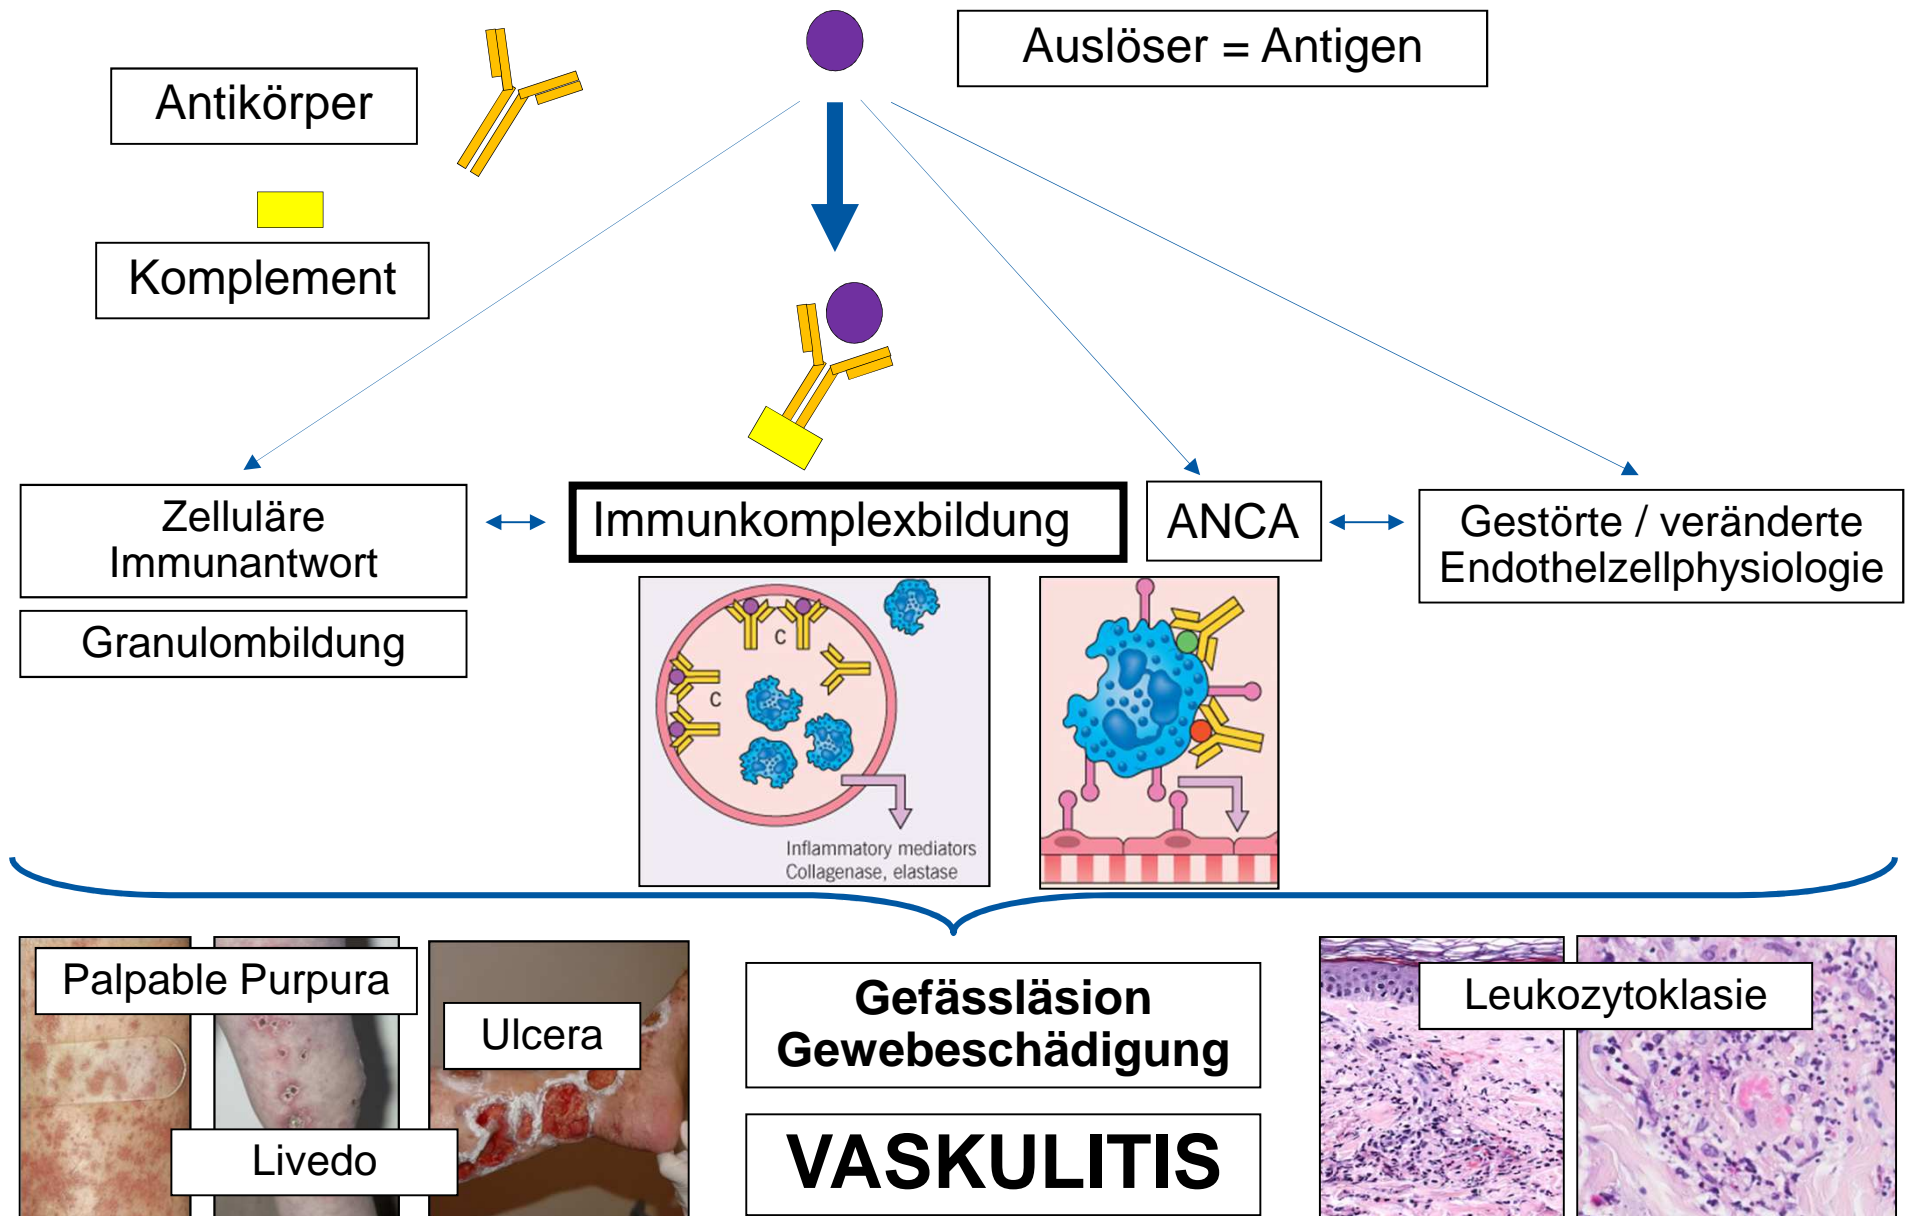 Auslöser = Antigen
Antikörper
Komplement
Zelluläre
Immunantwort
Granulombildung
Immunkomplexbildung
ANCA
Gestörte / veränderte
Endothelzellphysiologie
C
C
Inflammatory mediators
Collagenase, elastase
Palpable Purpura
Livedo
Ulcera
Gefässläsion
Gewebeschädigung
VASKULITIS
Leukozytoklasie